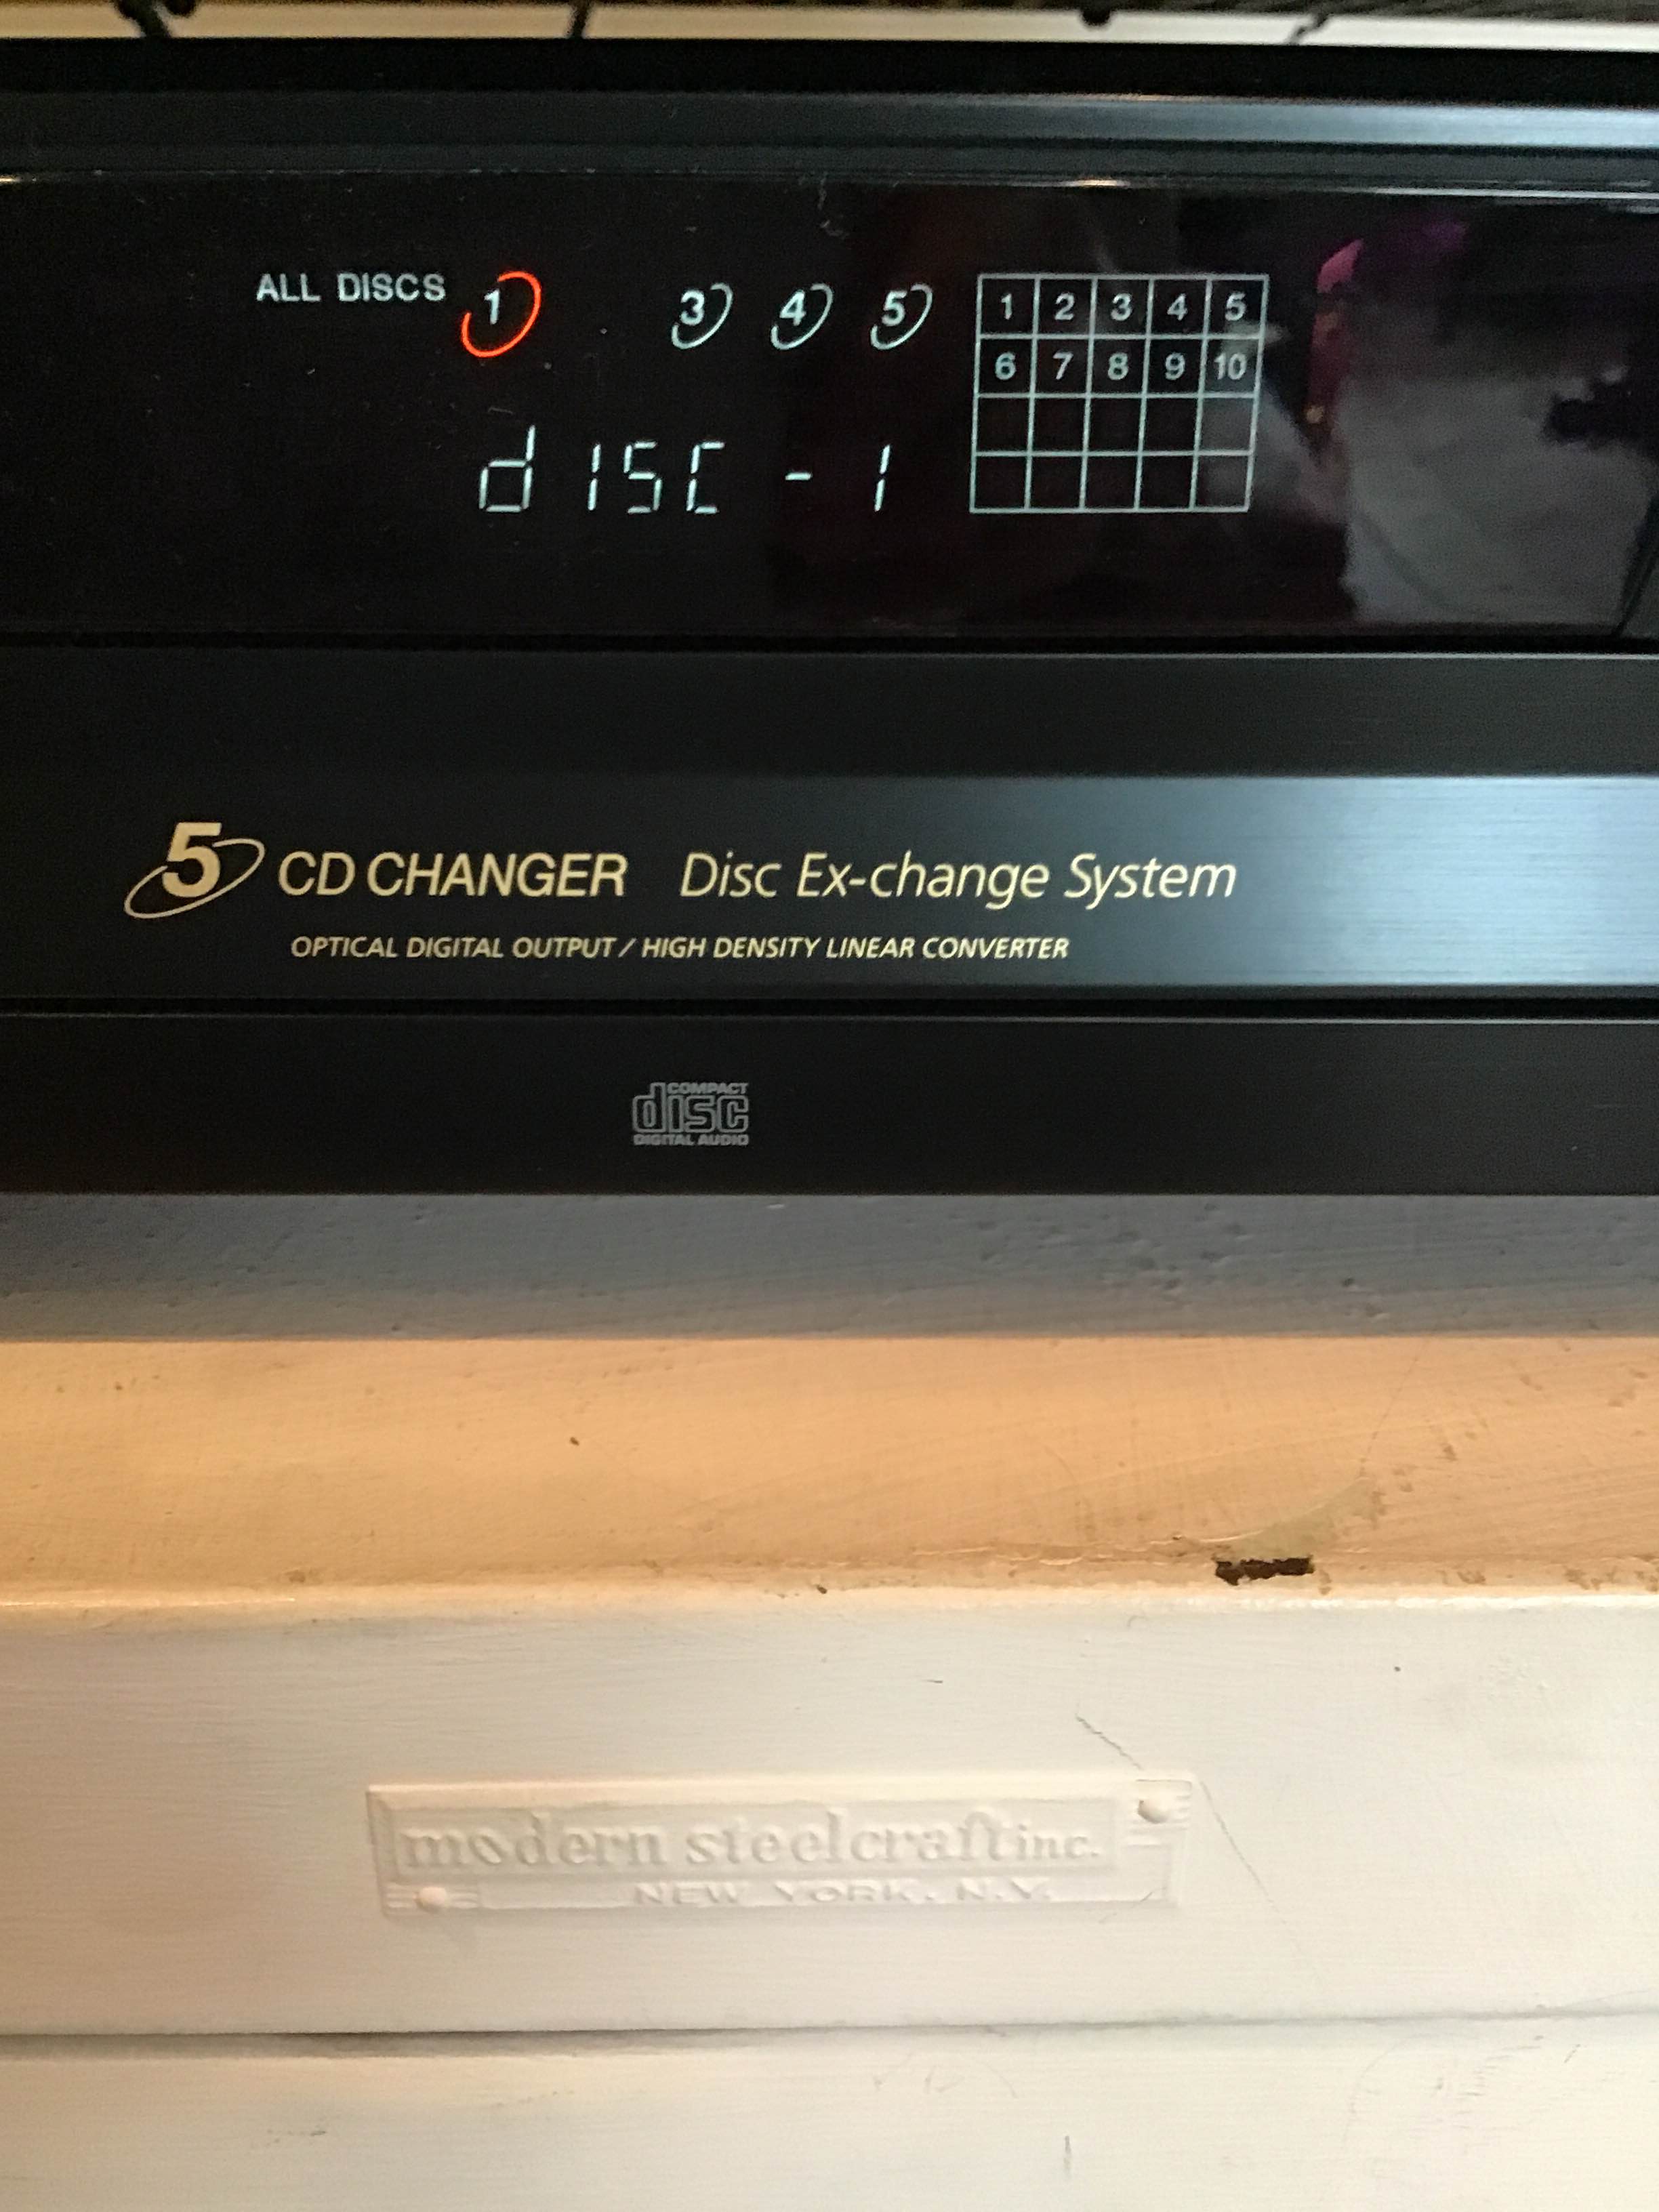 ALL DISCS 1 3 4 5
1 2 3 4 5
6 7 8 9 10
dISC - 1
5 CD CHANGER Disc Ex-change System
OPTICAL DIGITAL OUTPUT / HIGH DENSITY LINEAR CONVERTER
COMPACT
disc
DIGITAL AUDIO
modern steelcraft inc.
NEW YORK, N.Y.